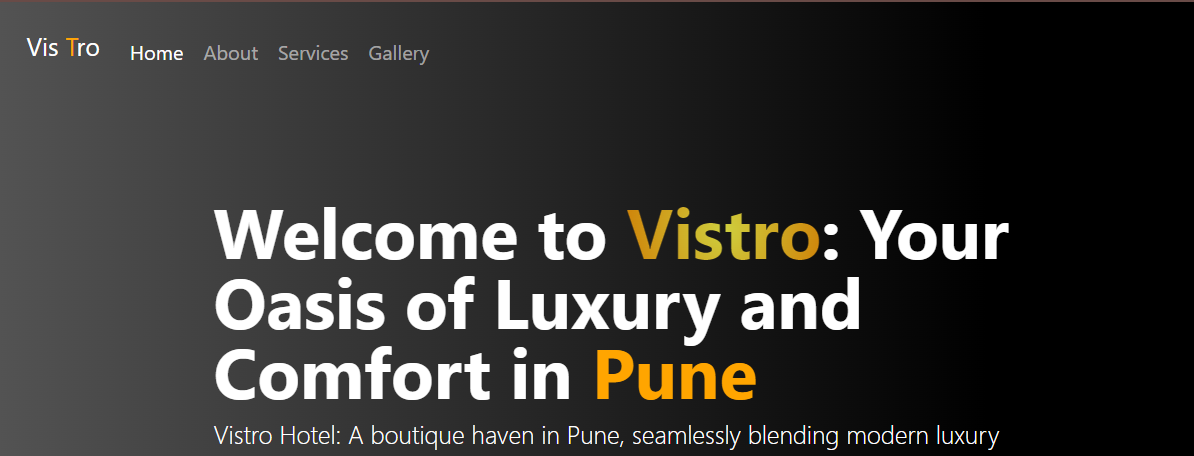 Vis Tro Home About Services Gallery
Welcome to Vistro: Your
Oasis of Luxury and
Comfort in Pune
Vistro Hotel: A boutique haven in Pune, seamlessly blending modern luxury